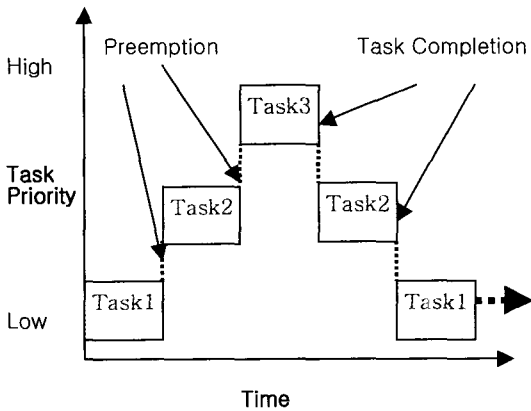 Preemption
Task Completion
High
Task3
Task
Priority
Task2
Task2
Task1
Task1
Low
Time